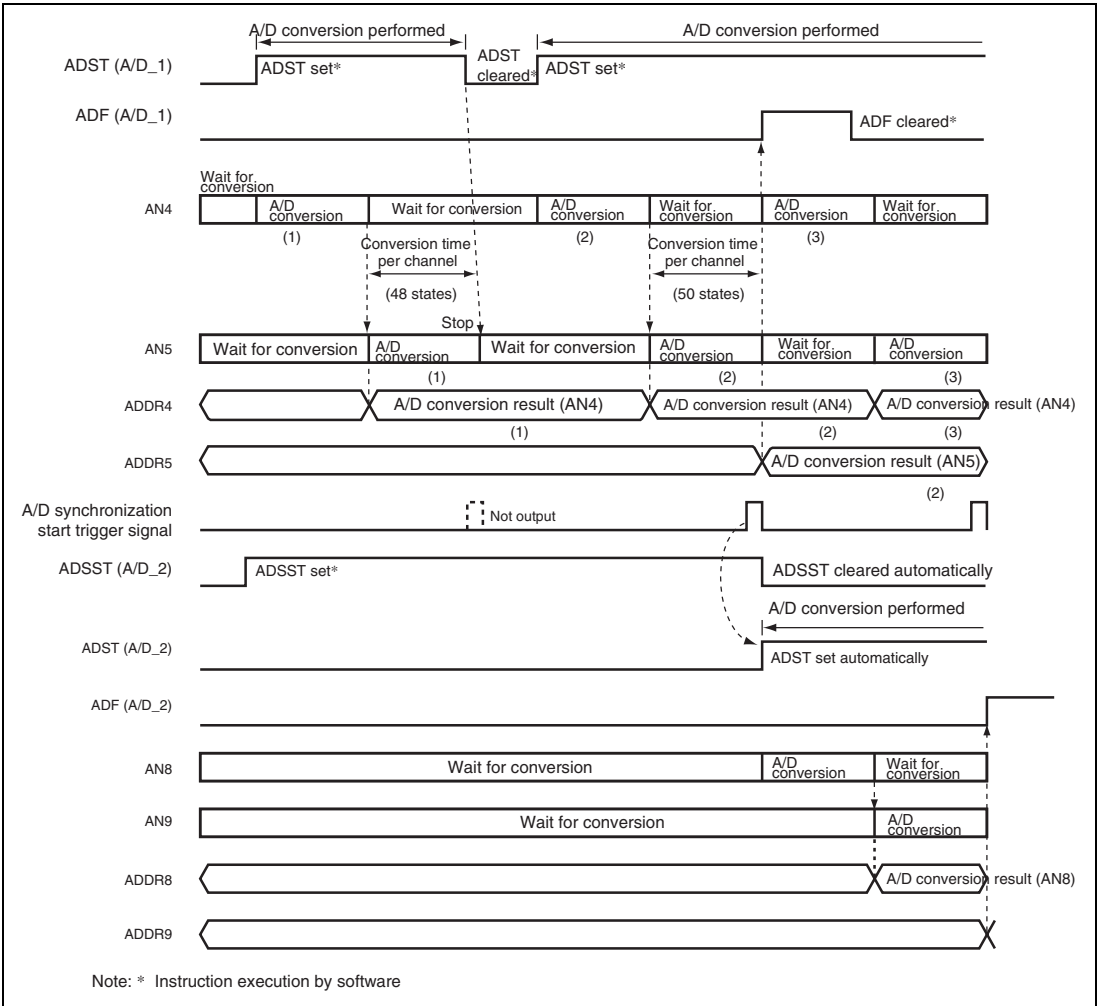 A/D conversion performed
A/D conversion performed
ADST (A/D_1)
ADST set*
ADST
cleared*
ADST set*
ADF (A/D_1)
ADF cleared*
Wait for
conversion
AN4
A/D
conversion
Wait for conversion
A/D
conversion
Wait for
conversion
A/D
conversion
Wait for
conversion
(1)
(2)
(3)
Conversion time
per channel
(48 states)
Conversion time
per channel
(50 states)
Stop
AN5
Wait for conversion
A/D
conversion
Wait for conversion
A/D
conversion
Wait for
conversion
A/D
conversion
(1)
(2)
(3)
ADDR4
A/D conversion result (AN4)
A/D conversion result (AN4)
A/D conversion result (AN4)
(1)
(2)
(3)
ADDR5
A/D conversion result (AN5)
(2)
A/D synchronization
start trigger signal
Not output
ADSST (A/D_2)
ADSST set*
ADSST cleared automatically
A/D conversion performed
ADST (A/D_2)
ADST set automatically
ADF (A/D_2)
AN8
Wait for conversion
A/D
conversion
Wait for
conversion
AN9
Wait for conversion
A/D
conversion
ADDR8
A/D conversion result (AN8)
ADDR9
Note: * Instruction execution by software